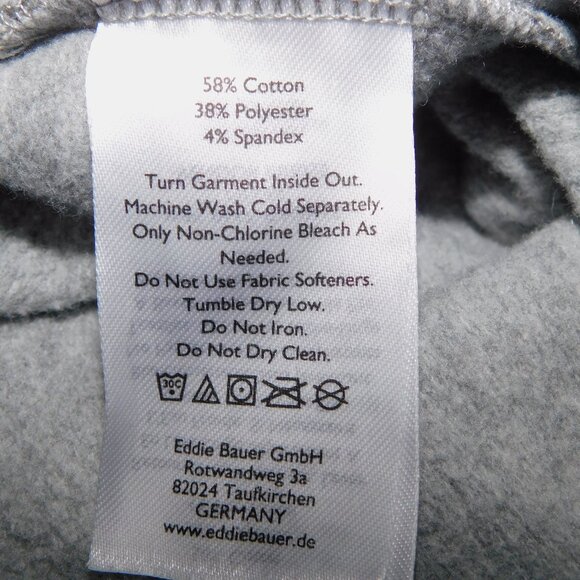 58% Cotton
38% Polyester
4% Spandex
Turn Garment Inside Out.
Machine Wash Cold Separately.
Only Non-Chlorine Bleach As
Needed.
Do Not Use Fabric Softeners.
Tumble Dry Low.
Do Not Iron.
Do Not Dry Clean.
30C
Eddie Bauer GmbH
Rotwandweg 3a
82024 Taufkirchen
GERMANY
www.eddiebauer.de